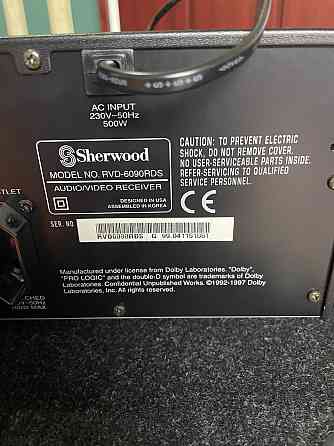 AC INPUT
230V~50Hz
500W
Sherwood
MODEL NO. RVD-6090RDS
AUDIO/VIDEO RECEIVER
DESIGNED IN USA
ASSEMBLED IN KOREA
CAUTION: TO PREVENT ELECTRIC
SHOCK, DO NOT REMOVE COVER.
NO USER-SERVICEABLE PARTS INSIDE.
REFER-SERVICING TO QUALIFIED
SERVICE PERSONNEL.
CE
TLET
SER. NO
RVD6090RDS G
Manufactured under license from Dolby Laboratories. "Dolby",
"PRO LOGIC" and the double-D symbol are trademarks of Dolby
Laboratories. Confidential Unpublished Works. ©1992-1997 Dolby
Laboratories, Inc. All rights reserved.
CHED